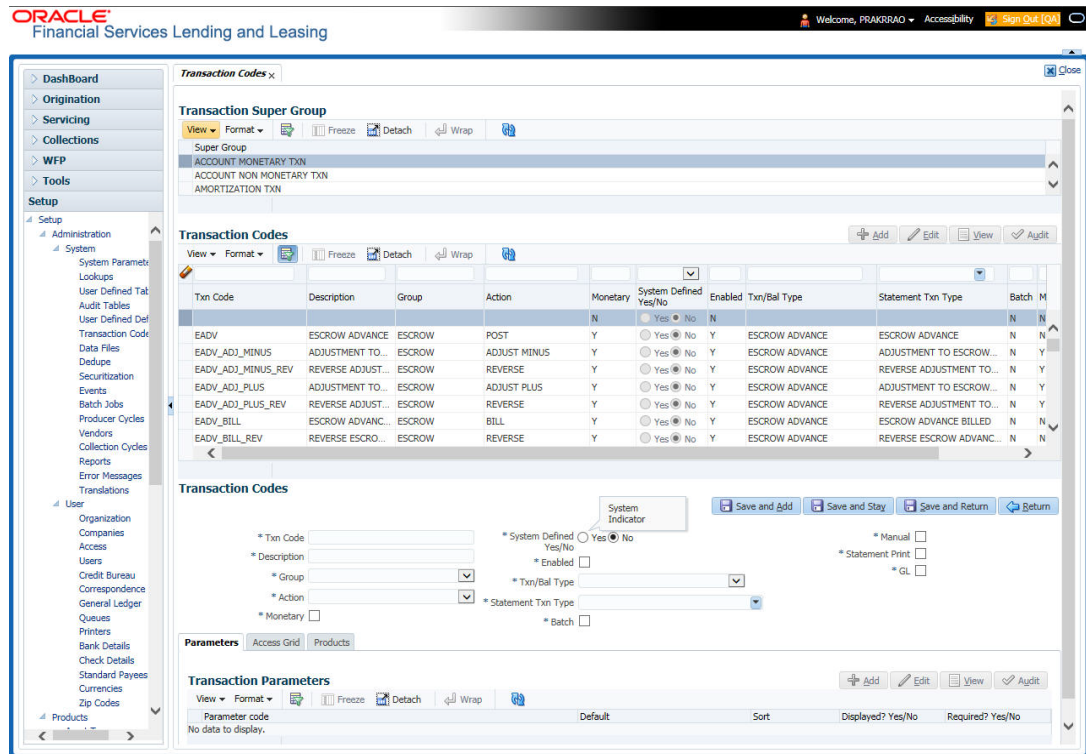 ORACLE
Financial Services Lending and Leasing
Welcome, PRAKRRAO Accessibility Sign Out [QA]
DashBoard
Origination
Servicing
Collections
WFP
Tools
Setup
Setup
Administration
System
System Paramete
Lookups
User Defined Tab
Audit Tables
User Defined Def
Transaction Code
Data Files
Dedupe
Securitization
Events
Batch Jobs
Producer Cycles
Vendors
Collection Cycles
Reports
Error Messages
Translations
User
Organization
Companies
Access
Users
Credit Bureau
Correspondence
General Ledger
Queues
Printers
Bank Details
Check Details
Standard Payees
Currencies
Zip Codes
Products
Transaction Codes x
Close
Transaction Super Group
View Format Freeze Detach Wrap
Super Group
ACCOUNT MONETARY TXN
ACCOUNT NON MONETARY TXN
AMORTIZATION TXN
Transaction Codes
Add Edit View Audit
View Format Freeze Detach Wrap
Txn Code Description Group Action Monetary System Defined Yes/No Enabled Txn/Bal Type Statement Txn Type Batch M
N Yes No N N N
EADV ESCROW ADVANCE ESCROW POST Y Yes No Y ESCROW ADVANCE ESCROW ADVANCE N N
EADV_ADJ_MINUS ADJUSTMENT TO... ESCROW ADJUST MINUS Y Yes No Y ESCROW ADVANCE ADJUSTMENT TO ESCROW... N Y
EADV_ADJ_MINUS_REV REVERSE ADJUST... ESCROW REVERSE Y Yes No Y ESCROW ADVANCE REVERSE ADJUSTMENT TO... N Y
EADV_ADJ_PLUS ADJUSTMENT TO... ESCROW ADJUST PLUS Y Yes No Y ESCROW ADVANCE ADJUSTMENT TO ESCROW... N Y
EADV_ADJ_PLUS_REV REVERSE ADJUST... ESCROW REVERSE Y Yes No Y ESCROW ADVANCE REVERSE ADJUSTMENT TO... N Y
EADV_BILL ESCROW ADVANC... ESCROW BILL Y Yes No Y ESCROW ADVANCE ESCROW ADVANCE BILLED N N
EADV_BILL_REV REVERSE ESCRO... ESCROW REVERSE Y Yes No Y ESCROW ADVANCE REVERSE ESCROW ADVANC... N N
Transaction Codes
Save and Add Save and Stay Save and Return Return
System
Indicator
* Txn Code
* Description
* Group
* Action
* Monetary
* System Defined Yes No
Yes/No
* Enabled
* Txn/Bal Type
* Statement Txn Type
* Batch
* Manual
* Statement Print
* GL
Parameters Access Grid Products
Transaction Parameters
Add Edit View Audit
View Format Freeze Detach Wrap
Parameter code Default Sort Displayed? Yes/No Required? Yes/No
No data to display.